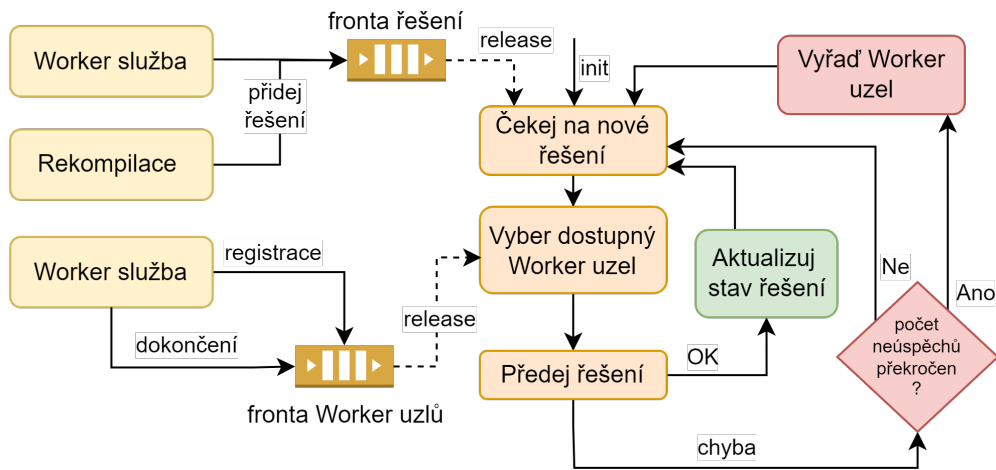 fronta řešení
Worker služba
release
init
Vyřaď Worker
uzel
přidej
řešení
Čekej na nové
řešení
Rekompilace
Vyber dostupný
Worker uzel
Worker služba
registrace
Aktualizuj
stav řešení
Ne
Ano
release
dokončení
počet
neúspěchů
překročen
?
OK
Předej řešení
fronta Worker uzlů
chyba